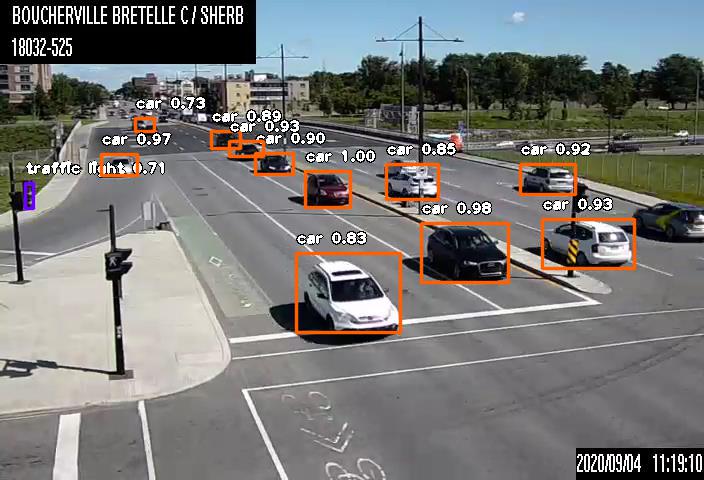 BOUCHERVILLE BRETELLE C / SHERB
18032-525
car 0.73
car 0.89
car 0.93
car 0.97
car 0.90
car 1.00
car 0.85
car 0.92
traffic light 0.71
car 0.98
car 0.93
car 0.83
2020/09/04 11:19:10